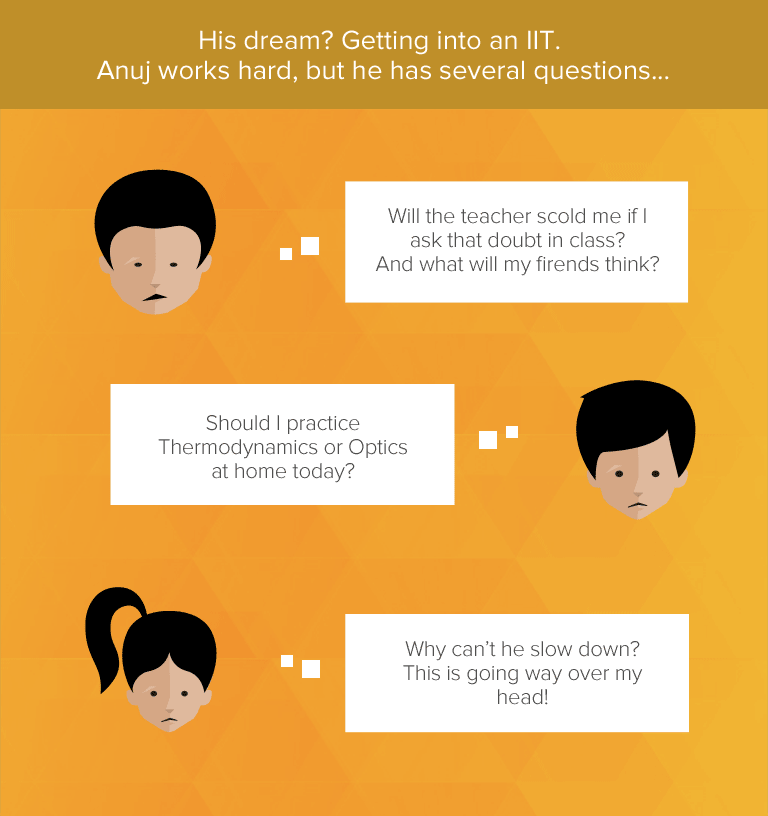 His dream? Getting into an IIT.
Anuj works hard, but he has several questions...
Will the teacher scold me if I
ask that doubt in class?
And what will my firends think?
Should I practice
Thermodynamics or Optics
at home today?
Why can't he slow down?
This is going way over my
head!